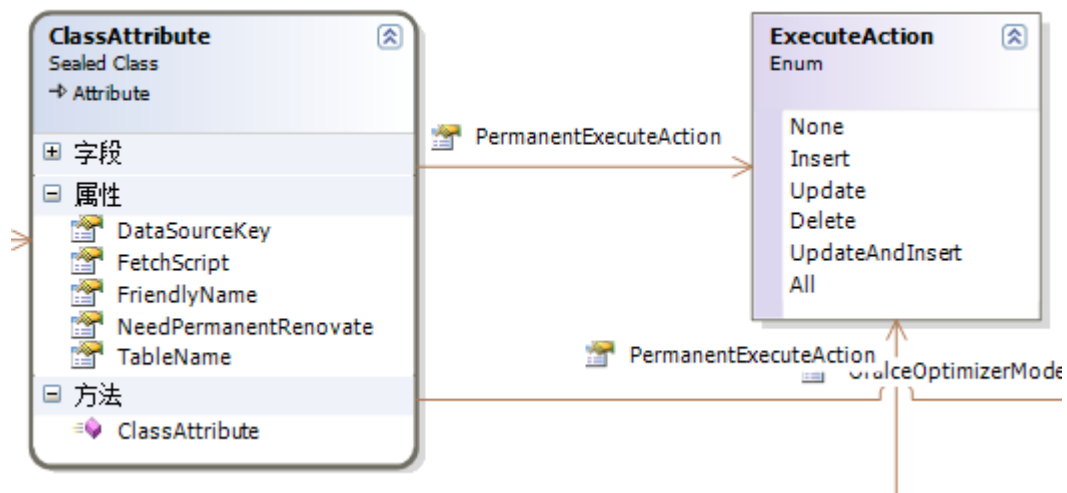 ClassAttribute
Sealed Class
Attribute
字段
属性
DataSourceKey
FetchScript
FriendlyName
NeedPermanentRenovate
TableName
方法
ClassAttribute
PermanentExecuteAction
ExecuteAction
Enum
None
Insert
Update
Delete
UpdateAndInsert
All
PermanentExecuteAction
OralceOptimizerMode